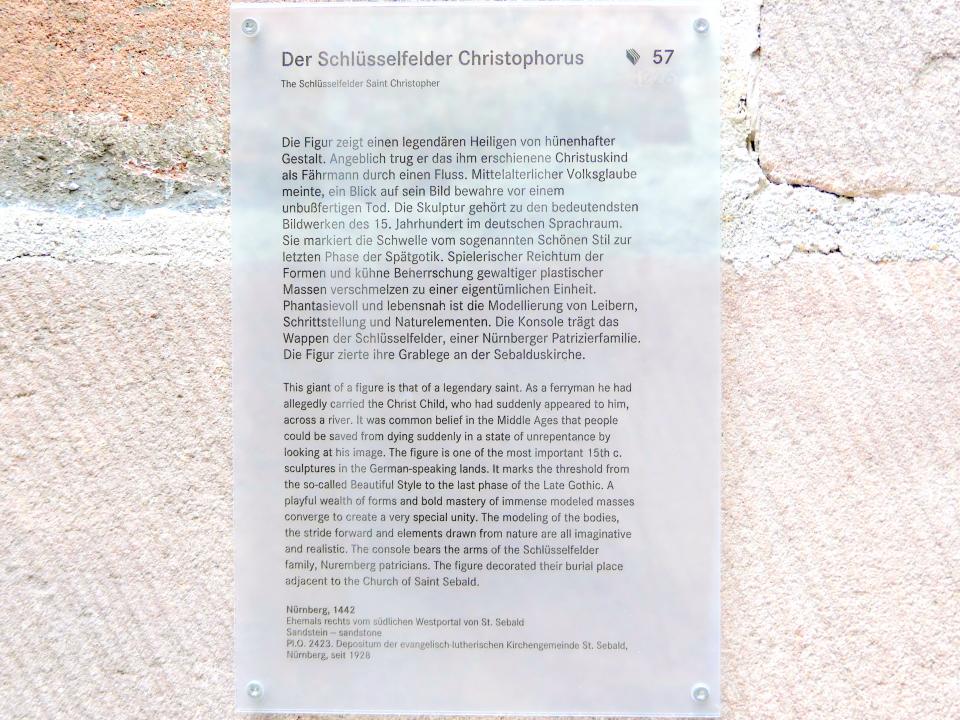 Der Schlüsselfelder Christophorus 57
The Schlüsselfelder Saint Christopher
Die Figur zeigt einen legendären Heiligen von hünenhafter
Gestalt. Angeblich trug er das ihm erschienene Christuskind
als Fährmann durch einen Fluss. Mittelalterlicher Volksglaube
meinte, ein Blick auf sein Bild bewahre vor einem
unbußfertigen Tod. Die Skulptur gehört zu den bedeutendsten
Bildwerken des 15. Jahrhundert im deutschen Sprachraum.
Sie markiert die Schwelle vom sogenannten Schönen Stil zur
letzten Phase der Spätgotik. Spielerischer Reichtum der
Formen und kühne Beherrschung gewaltiger plastischer
Massen verschmelzen zu einer eigentümlichen Einheit.
Phantasievoll und lebensnah ist die Modellierung von Leibern,
Schrittstellung und Naturelementen. Die Konsole trägt das
Wappen der Schlüsselfelder, einer Nürnberger Patrizierfamilie.
Die Figur zierte ihre Grablege an der Sebalduskirche.
This giant of a figure is that of a legendary saint. As a ferryman he had
allegedly carried the Christ Child, who had suddenly appeared to him,
across a river. It was common belief in the Middle Ages that people
could be saved from dying suddenly in a state of unrepentance by
looking at his image. The figure is one of the most important 15th c.
sculptures in the German-speaking lands. It marks the threshold from
the so-called Beautiful Style to the last phase of the Late Gothic. A
playful wealth of forms and bold mastery of immense modeled masses
converge to create a very special unity. The modeling of the bodies,
the stride forward and elements drawn from nature are all imaginative
and realistic. The console bears the arms of the Schlüsselfelder
family, Nuremberg patricians. The figure decorated their burial place
adjacent to the Church of Saint Sebald.
Nürnberg, 1442
Ehemals rechts vom südlichen Westportal von St. Sebald
Sandstein – sandstone
Pl.O. 2423. Depositum der evangelisch-lutherischen Kirchengemeinde St. Sebald,
Nürnberg, seit 1928